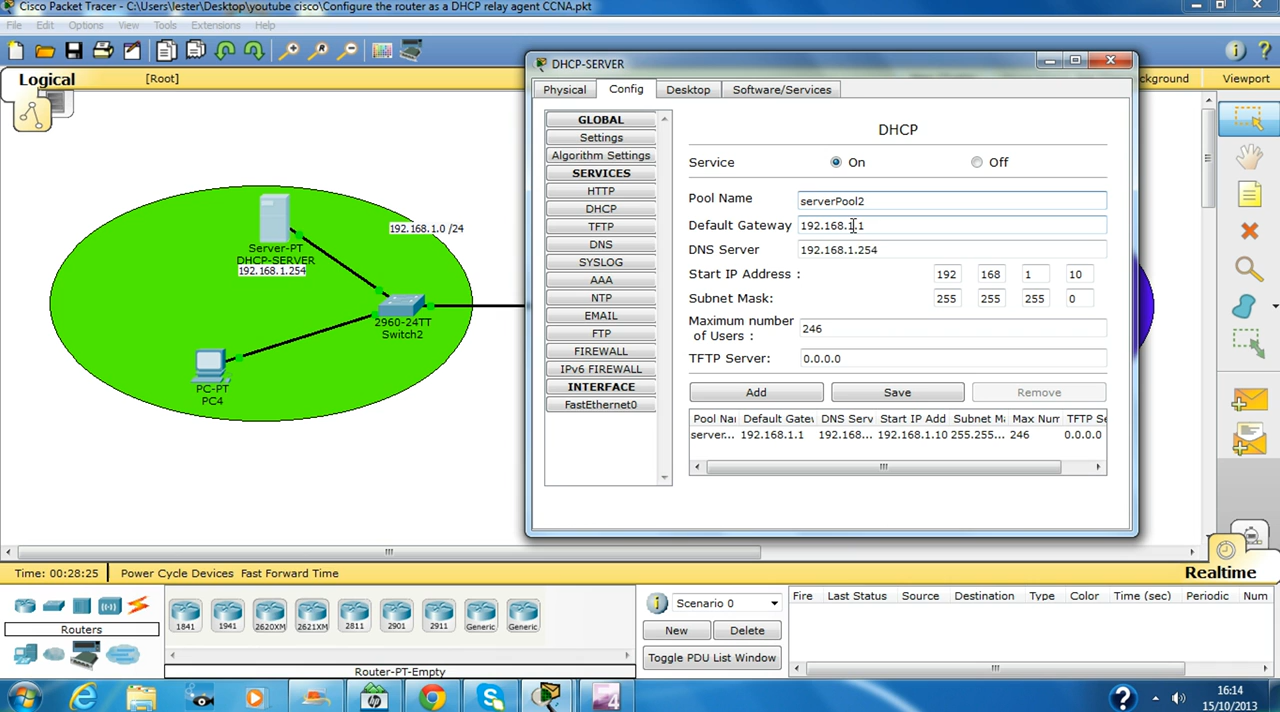 Cisco Packet Tracer - C:\Users\lester\Desktop\youtube cisco\Configure the router as a DHCP relay agent CCNA.pkt
File Edit Options View Tools Extensions Help
Logical [Root]
ackground Viewport
192.168.1.0 /24
Server-PT
DHCP-SERVER
192.168.1.254
2960-24TT
Switch2
PC-PT
PC4
DHCP-SERVER
Physical Config Desktop Software/Services
GLOBAL
Settings
Algorithm Settings
SERVICES
HTTP
DHCP
TFTP
DNS
SYSLOG
AAA
NTP
EMAIL
FTP
FIREWALL
IPv6 FIREWALL
INTERFACE
FastEthernet0
DHCP
Service On Off
Pool Name serverPool2
Default Gateway 192.168.1.1
DNS Server 192.168.1.254
Start IP Address : 192 168 1 10
Subnet Mask: 255 255 255 0
Maximum number
of Users : 246
TFTP Server: 0.0.0.0
Add Save Remove
Pool Nai Default Gatew DNS Serv Start IP Add Subnet M Max Num TFTP Se
server... 192.168.1.1 192.168... 192.168.1.10 255.255... 246 0.0.0.0
Time: 00:28:25 Power Cycle Devices Fast Forward Time
Realtime
Routers
1841 1941 2620XM 2621XM 2811 2901 2911 Generic Generic
Router-PT-Empty
Scenario 0
New Delete
Toggle PDU List Window
Fire Last Status Source Destination Type Color Time (sec) Periodic Num
16:14
15/10/2013